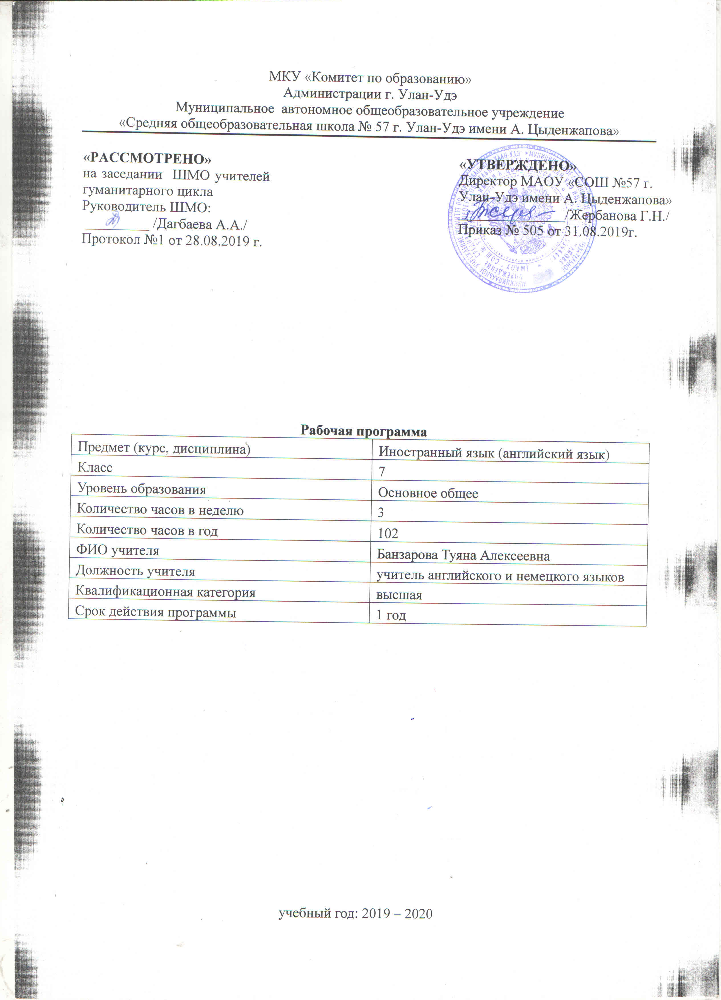 МКУ «Комитет по образованию»
Администрации г. Улан-Удэ
Муниципальное автономное общеобразовательное учреждение
«Средняя общеобразовательная школа № 57 г. Улан-Удэ имени А. Цыденжапова»
«РАССМОТРЕНО»
на заседании ШМО учителей
гуманитарного цикла
Руководитель ШМО:
_________ /Дагбаева А.А./
Протокол №1 от 28.08.2019 г.
«УТВЕРЖДЕНО»
Директор МАОУ «СОШ №57 г.
Улан-Удэ имени А. Цыденжапова»
_______________/Жербанова Г.Н./
Приказ № 505 от 31.08.2019г.
Рабочая программа
Предмет (курс, дисциплина) Иностранный язык (английский язык)
Класс 7
Уровень образования Основное общее
Количество часов в неделю 3
Количество часов в год 102
ФИО учителя Банзарова Туяна Алексеевна
Должность учителя учитель английского и немецкого языков
Квалификационная категория высшая
Срок действия программы 1 год
учебный год: 2019 – 2020